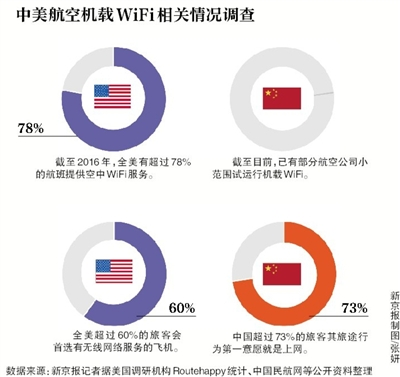 中美航空机载WiFi相关情况调查
78%
截至2016年,全美有超过78%
的航班提供空中WiFi服务。
截至目前,已有部分航空公司小
范围试运行机载WiFi。
60%
全美超过60%的旅客会
首选有无线网络服务的飞机。
73%
中国超过73%的旅客其旅途行
为第一意愿就是上网。
新京报制图 张妍
数据来源:新京报记者据美国调研机构Routehappy统计、中国民航网等公开资料整理